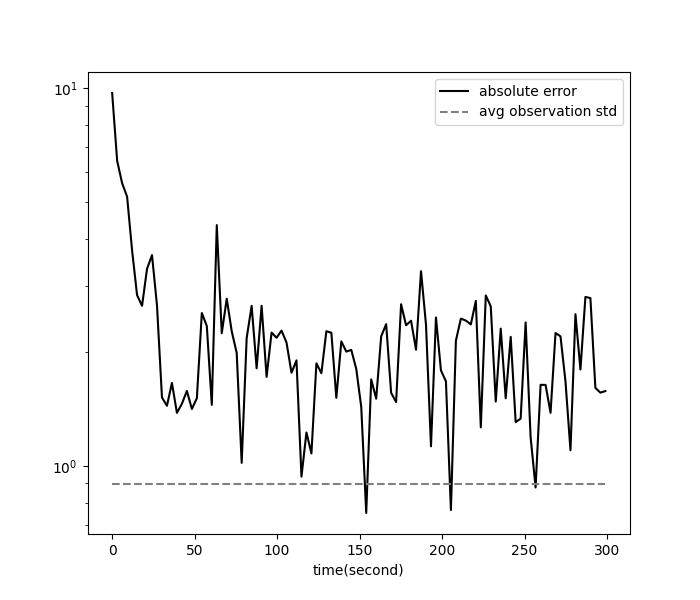 absolute error
avg observation std
10¹
10⁰
0 50 100 150 200 250 300
time(second)